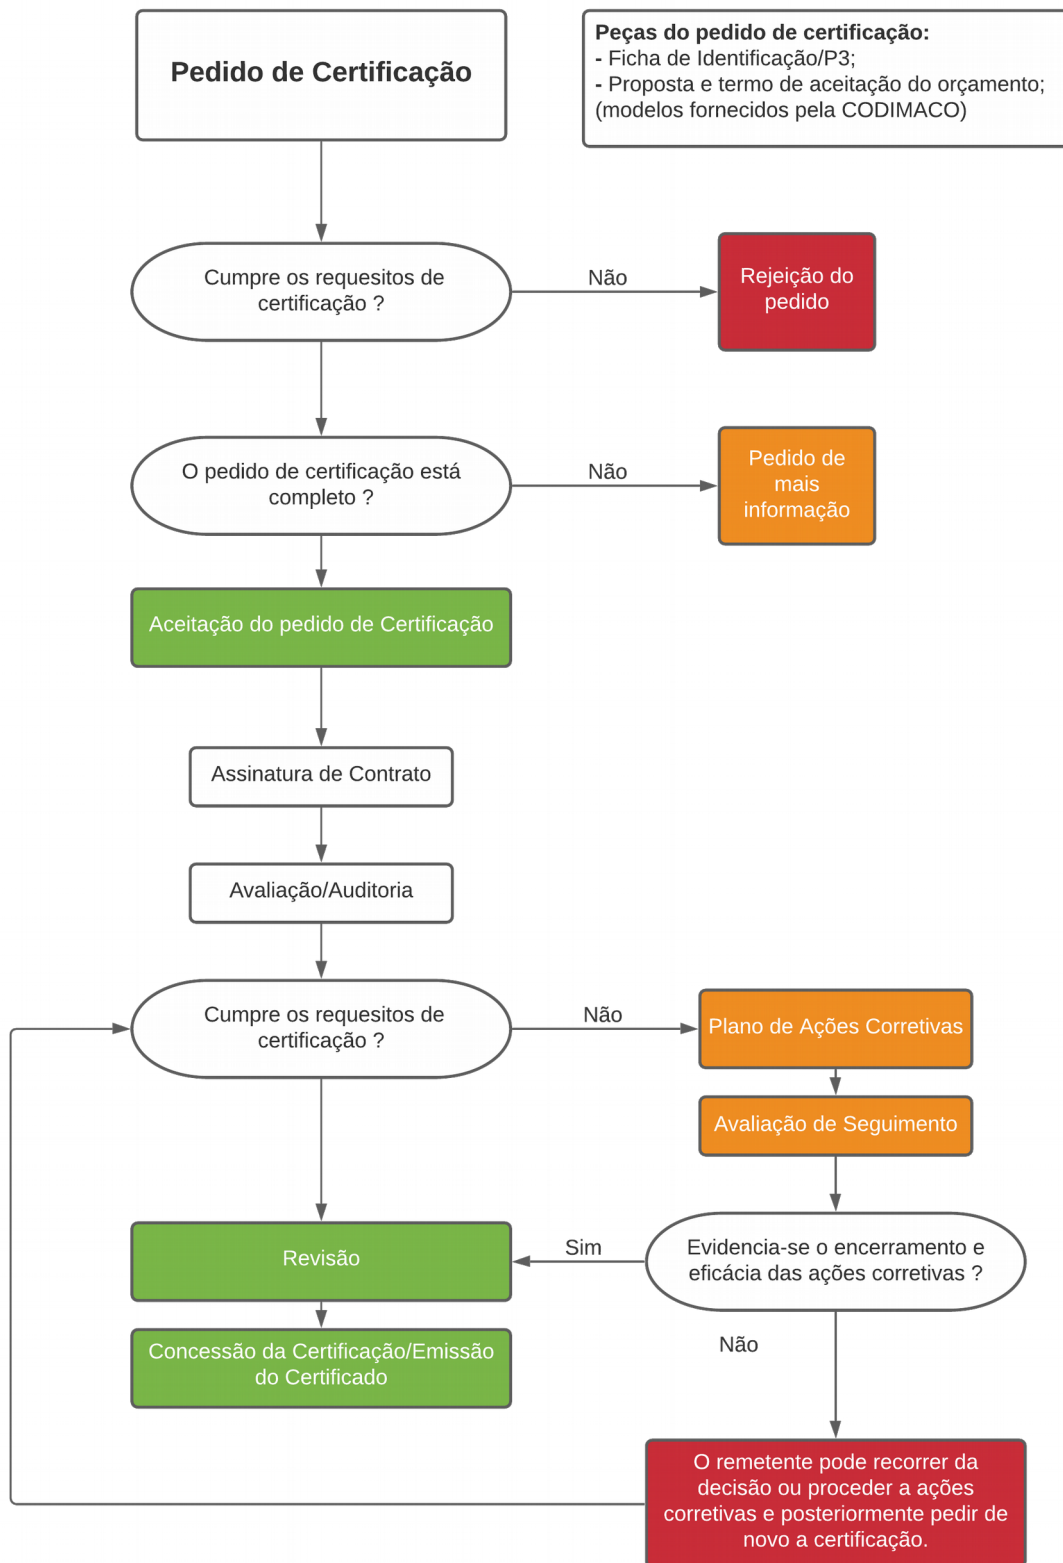 Pedido de Certificação
Peças do pedido de certificação:
- Ficha de Identificação/P3;
- Proposta e termo de aceitação do orçamento;
(modelos fornecidos pela CODIMACO)
Cumpre os requesitos de
certificação ?
Não
Rejeição do
pedido
O pedido de certificação está
completo ?
Não
Pedido de
mais
informação
Aceitação do pedido de Certificação
Assinatura de Contrato
Avaliação/Auditoria
Cumpre os requesitos de
certificação ?
Não
Plano de Ações Corretivas
Avaliação de Seguimento
Evidencia-se o encerramento e
eficácia das ações corretivas ?
Sim
Revisão
Concessão da Certificação/Emissão
do Certificado
Não
O remetente pode recorrer da
decisão ou proceder a ações
corretivas e posteriormente pedir de
novo a certificação.